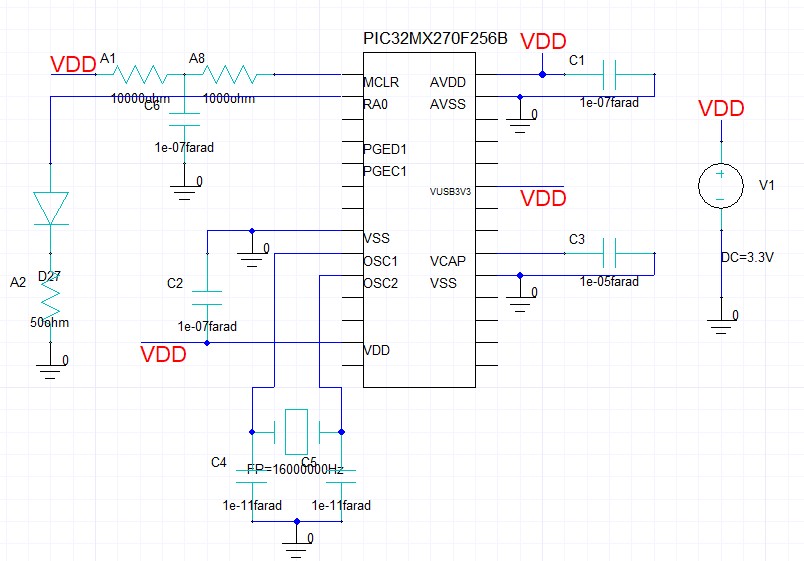 PIC32MX270F256B
VDD
A1
A8
VDD
C1
10000ohm
1000ohm
C6
1e-07farad
MCLR
AVDD
RA0
AVSS
1e-07farad
0
VDD
PGED1
PGEC1
0
VUSB3V3
VDD
V1
VSS
0
C3
DC=3.3V
OSC1
VCAP
A2
D27
C2
OSC2
VSS
1e-05farad
0
50ohm
1e-07farad
0
VDD
VDD
0
C4
C5
FP=16000000Hz
1e-11farad
1e-11farad
0